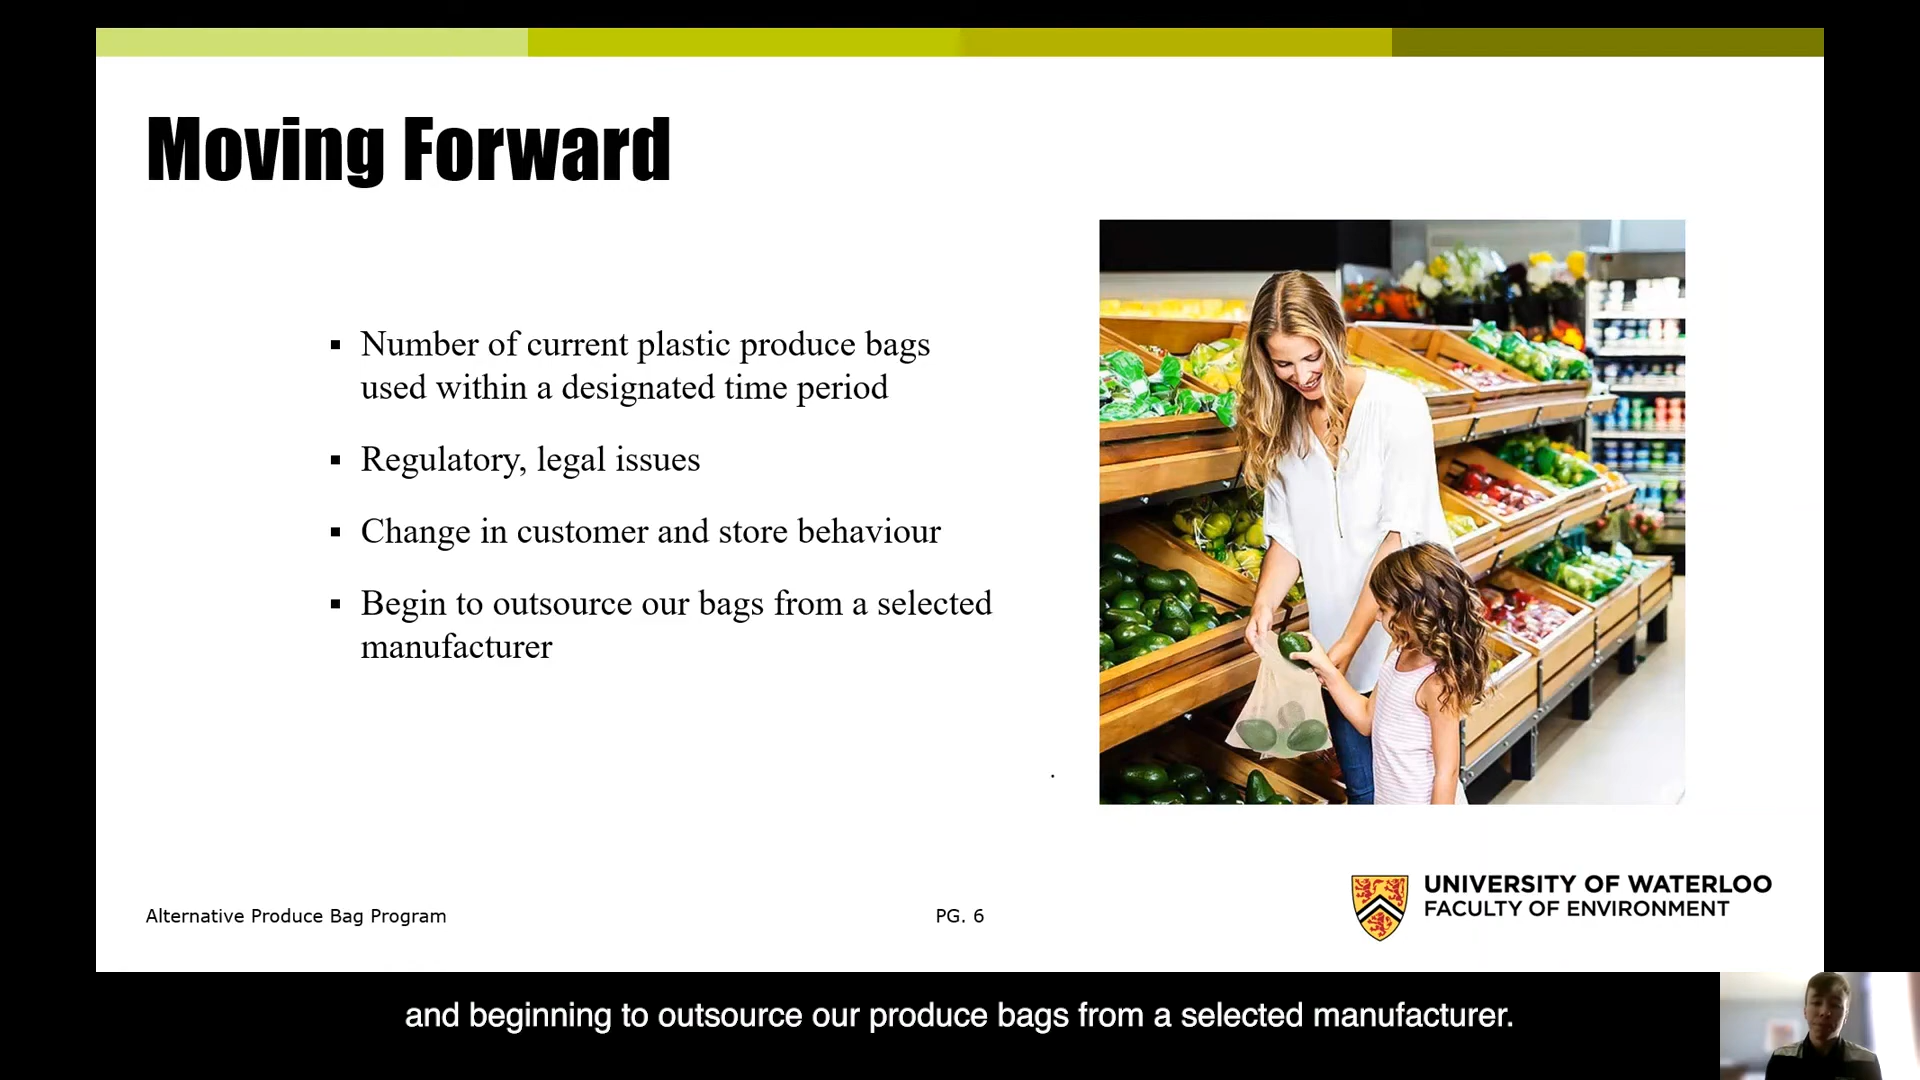 Moving Forward
▪ Number of current plastic produce bags
used within a designated time period
▪ Regulatory, legal issues
▪ Change in customer and store behaviour
▪ Begin to outsource our bags from a selected
manufacturer
.
Alternative Produce Bag Program
PG. 6
UNIVERSITY OF WATERLOO
FACULTY OF ENVIRONMENT
and beginning to outsource our produce bags from a selected manufacturer.